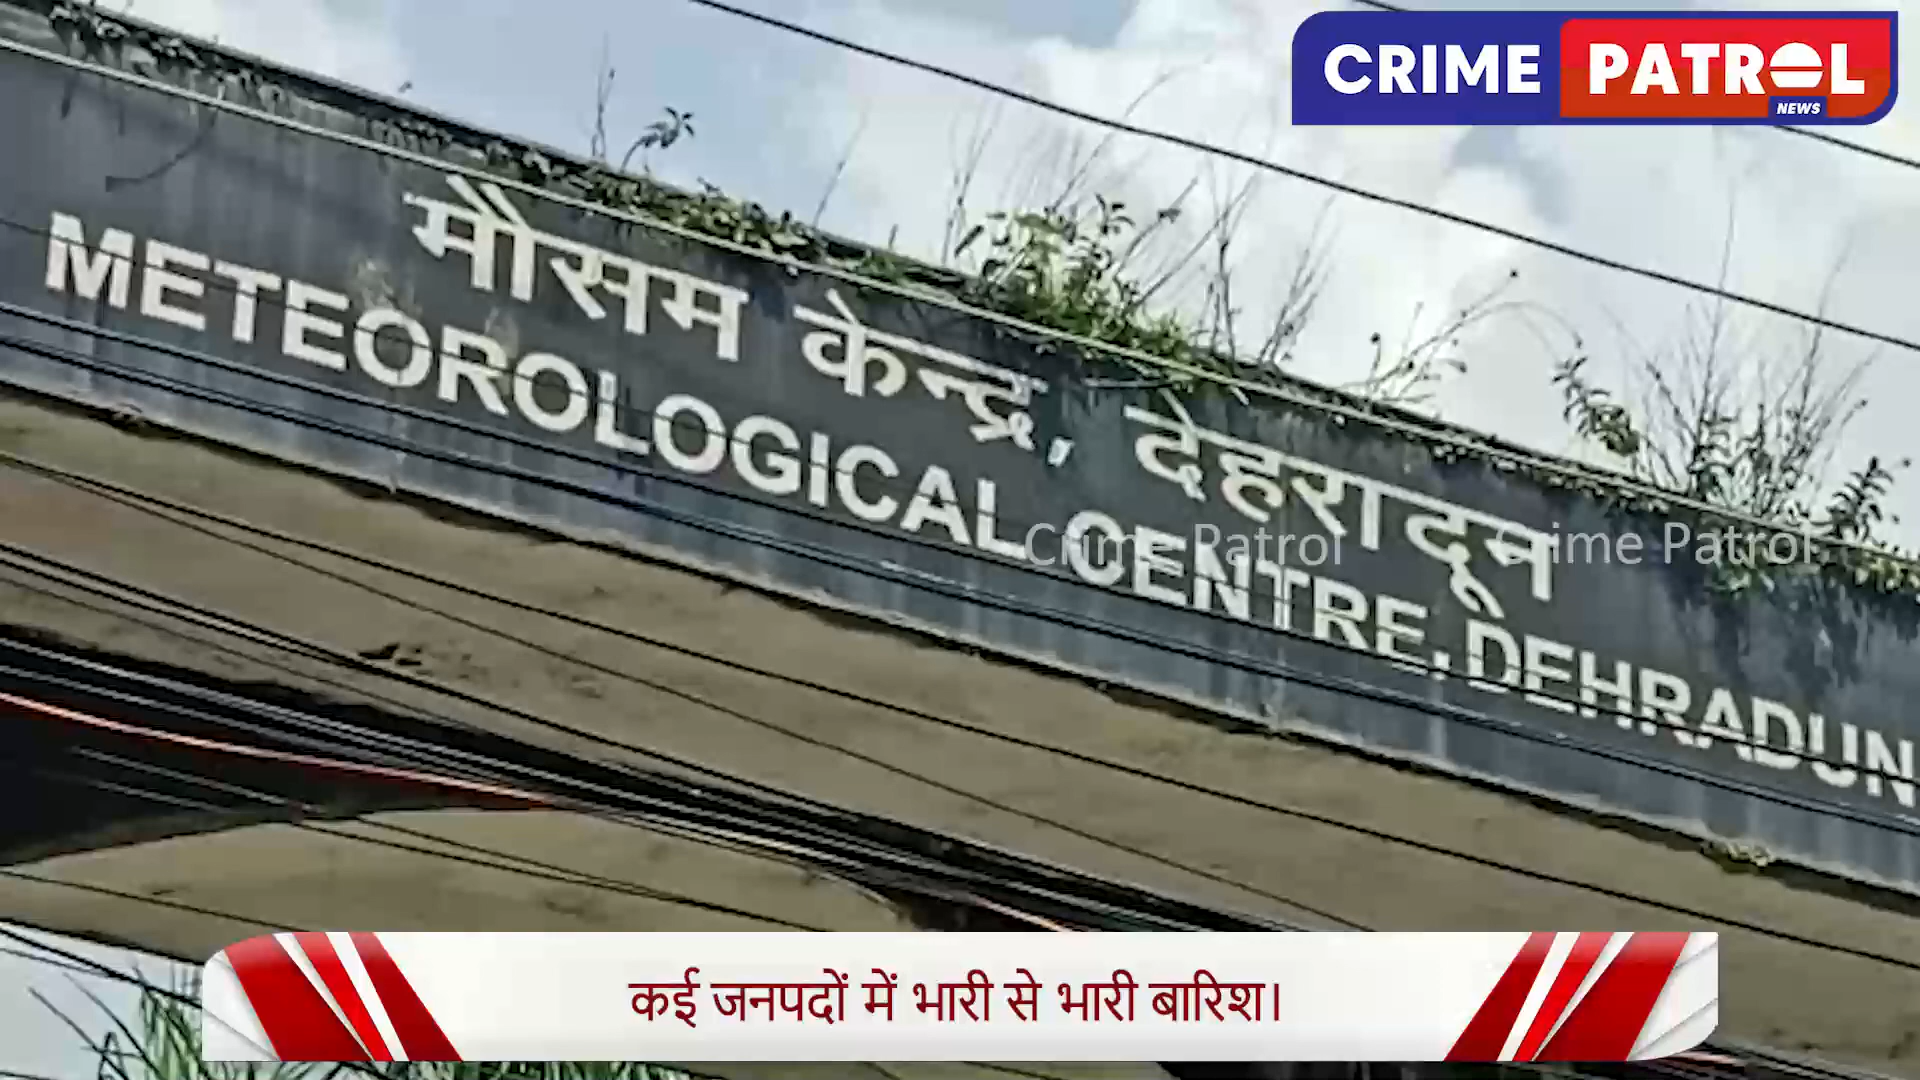 CRIME PATROL
NEWS
मौसम केन्द्र, देहरादून
METEOROLOGICAL CENTRE, DEHRADUN
Crime Patrol Crime Patrol
कई जनपदों में भारी से भारी बारिश।